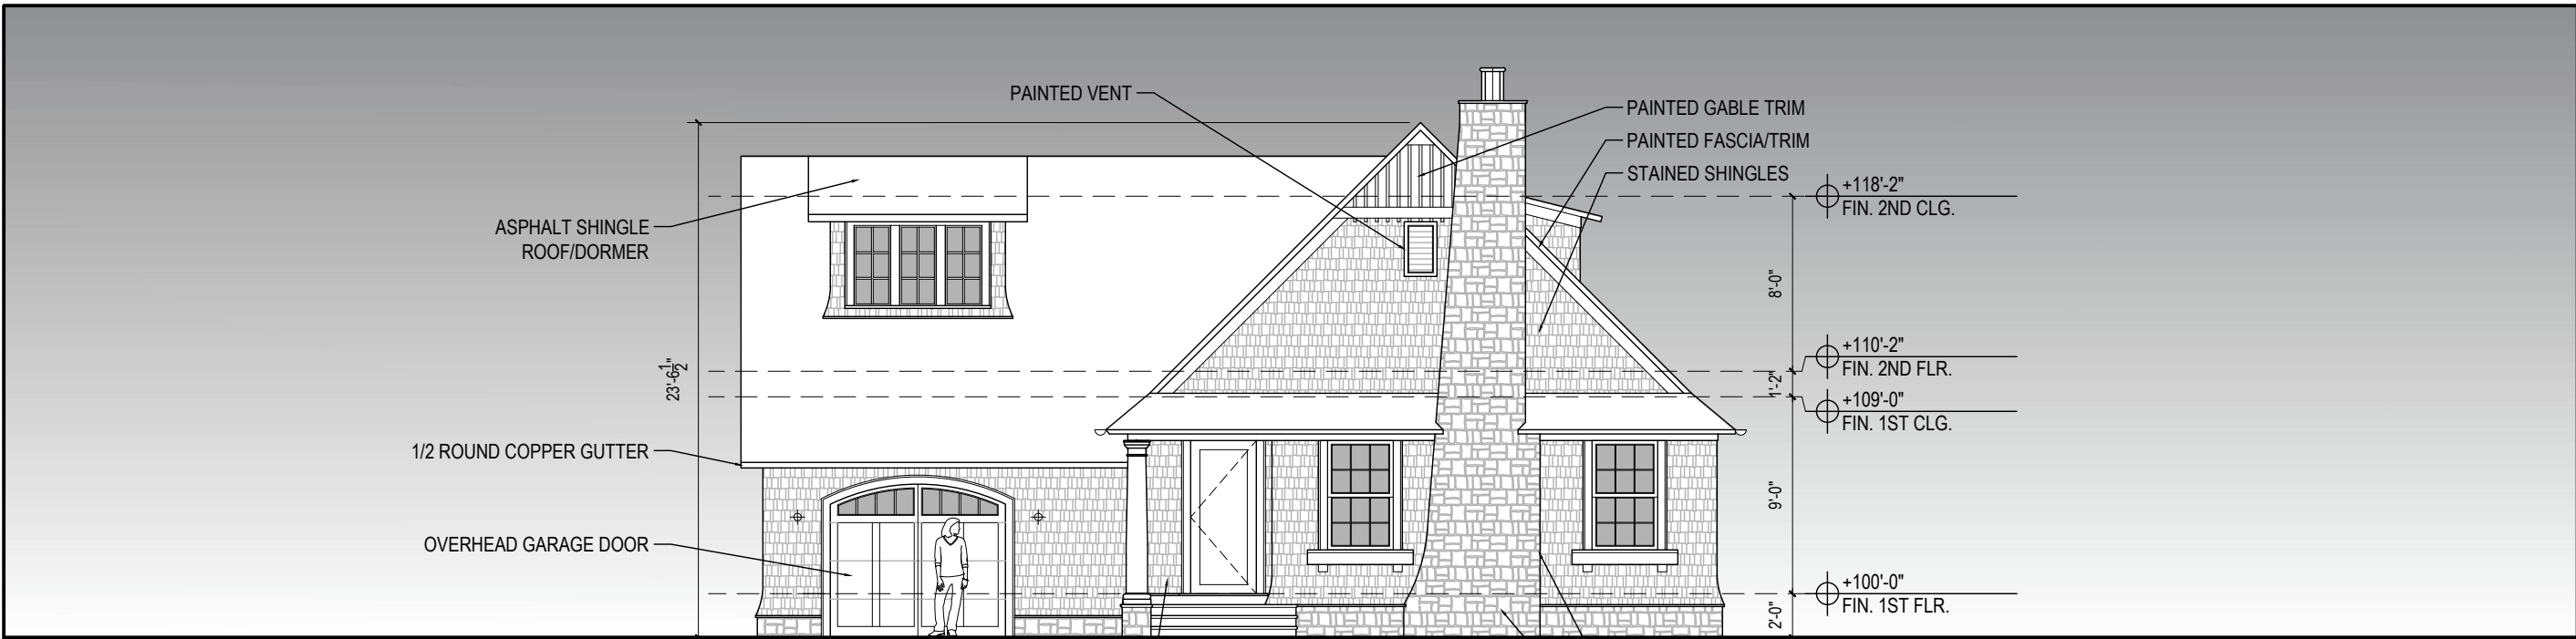 PAINTED VENT
PAINTED GABLE TRIM
PAINTED FASCIA/TRIM
STAINED SHINGLES
+118'-2"
FIN. 2ND CLG.
ASPHALT SHINGLE
ROOF/DORMER
8'-0"
+110'-2"
FIN. 2ND FLR.
1'-2"
23'-6 1/2"
+109'-0"
FIN. 1ST CLG.
1/2 ROUND COPPER GUTTER
9'-0"
OVERHEAD GARAGE DOOR
+100'-0"
FIN. 1ST FLR.
2'-0"